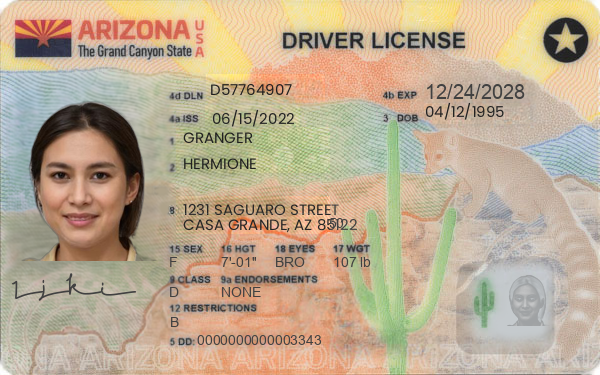 ARIZONA USA
The Grand Canyon State
DRIVER LICENSE
4d DLN D57764907
4b EXP 12/24/2028
4a ISS 06/15/2022
3 DOB 04/12/1995
1 GRANGER
2 HERMIONE
8 1231 SAGUARO STREET
CASA GRANDE, AZ 85022
15 SEX 16 HGT 18 EYES 17 WGT
F 7'-01" BRO 107 lb
9 CLASS 9a ENDORSEMENTS
D NONE
12 RESTRICTIONS
B
5 DD: 0000000000003343
ARIZONA ARIZONA ARIZONA ARIZONA